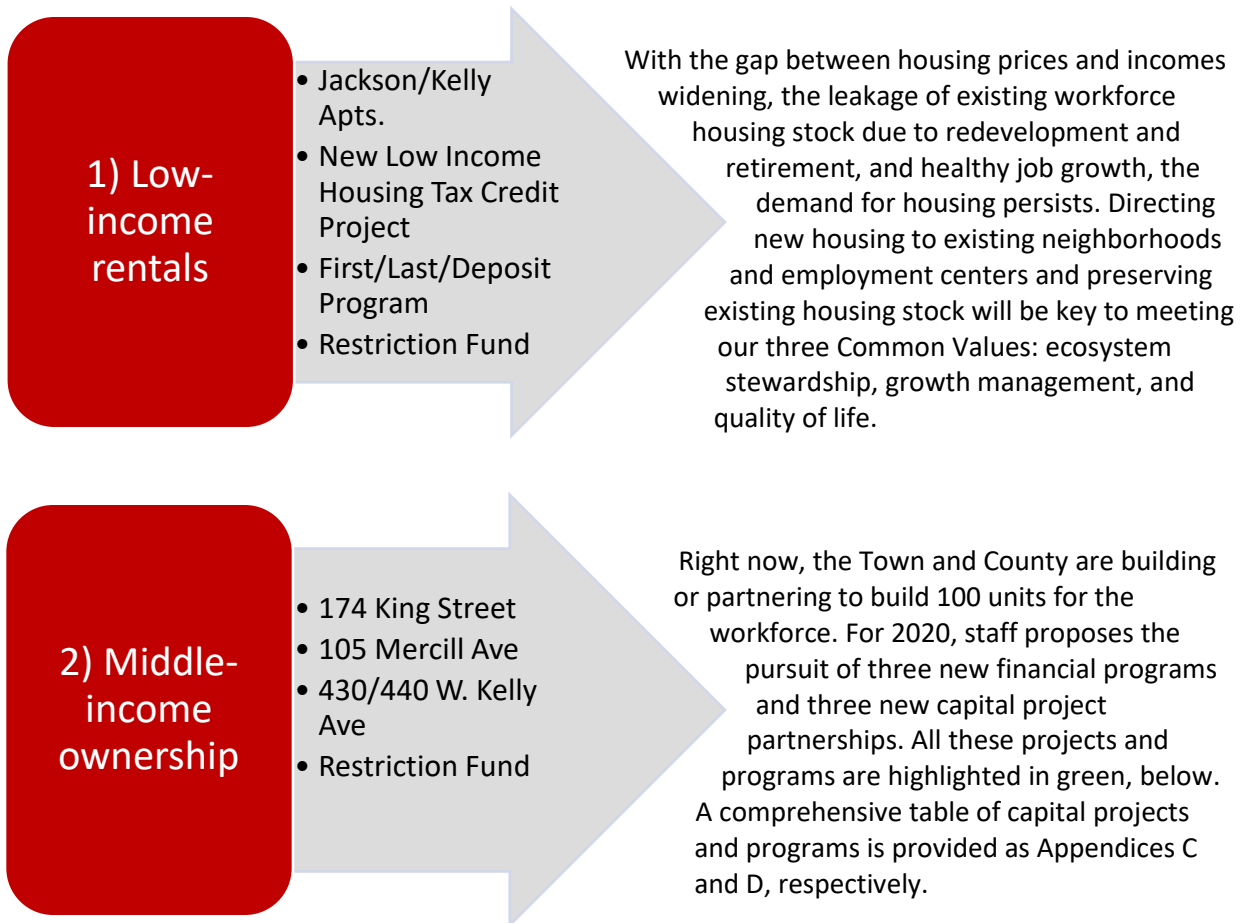 1) Low-
income
rentals
• Jackson/Kelly
Apts.
• New Low Income
Housing Tax Credit
Project
• First/Last/Deposit
Program
• Restriction Fund
With the gap between housing prices and incomes
widening, the leakage of existing workforce
housing stock due to redevelopment and
retirement, and healthy job growth, the
demand for housing persists. Directing
new housing to existing neighborhoods
and employment centers and preserving
existing housing stock will be key to meeting
our three Common Values: ecosystem
stewardship, growth management, and
quality of life.
2) Middle-
income
ownership
• 174 King Street
• 105 Mercill Ave
• 430/440 W. Kelly
Ave
• Restriction Fund
Right now, the Town and County are building
or partnering to build 100 units for the
workforce. For 2020, staff proposes the
pursuit of three new financial programs
and three new capital project
partnerships. All these projects and
programs are highlighted in green, below.
A comprehensive table of capital projects
and programs is provided as Appendices C
and D, respectively.